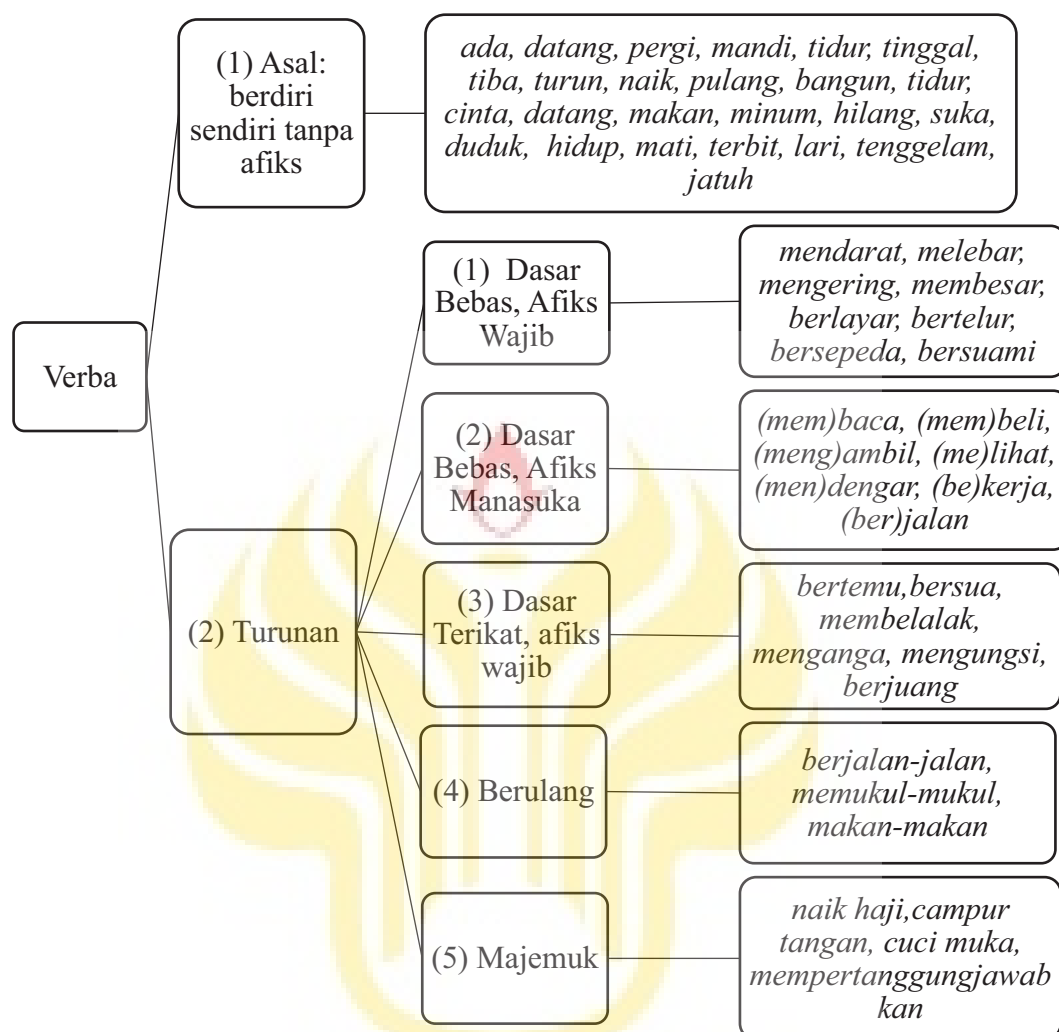 (1) Asal:
berdiri
sendiri tanpa
afiks
ada, datang, pergi, mandi, tidur, tinggal,
tiba, turun, naik, pulang, bangun, tidur,
cinta, datang, makan, minum, hilang, suka,
duduk, hidup, mati, terbit, lari, tenggelam,
jatuh
Verba
(2) Turunan
(1) Dasar
Bebas, Afiks
Wajib
mendarat, melebar,
mengering, membesar,
berlayar, bertelur,
bersepeda, bersuami
(2) Dasar
Bebas, Afiks
Manasuka
(mem)baca, (mem)beli,
(meng)ambil, (me)lihat,
(men)dengar, (be)kerja,
(ber)jalan
(3) Dasar
Terikat, afiks
wajib
bertemu,bersua,
membelalak,
menganga, mengungsi,
berjuang
(4) Berulang
berjalan-jalan,
memukul-mukul,
makan-makan
(5) Majemuk
naik haji,campur
tangan, cuci muka,
mempertanggungjawab
kan